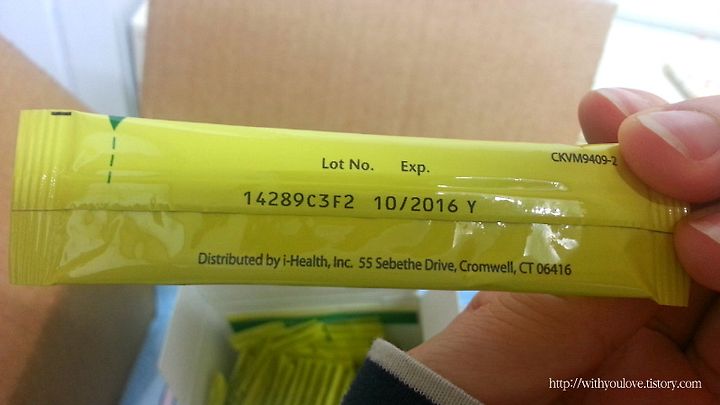 CKVM9409-2
Lot No. Exp.
14289C3F2 10/2016 Y
Distributed by i-Health, Inc. 55 Sebethe Drive, Cromwell, CT 06416
http://withyoulove.tistory.com